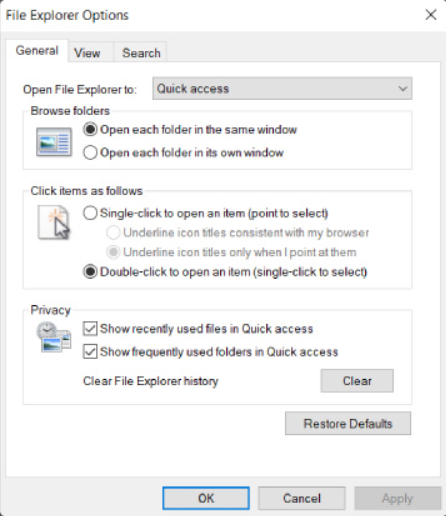 File Explorer Options
General View Search
Open File Explorer to: Quick access
Browse folders
Open each folder in the same window
Open each folder in its own window
Click items as follows
Single-click to open an item (point to select)
Underline icon titles consistent with my browser
Underline icon titles only when I point at them
Double-click to open an item (single-click to select)
Privacy
Show recently used files in Quick access
Show frequently used folders in Quick access
Clear File Explorer history Clear
Restore Defaults
OK Cancel Apply